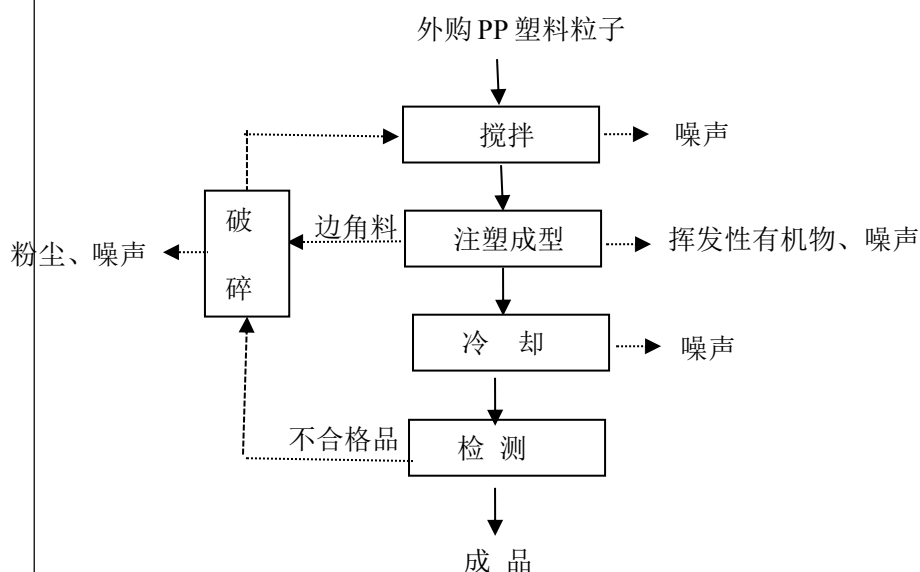 外购 PP 塑料粒子
搅拌
噪声
破
碎
边角料
注塑成型
挥发性有机物、噪声
粉尘、噪声
冷 却
噪声
不合格品
检 测
成 品